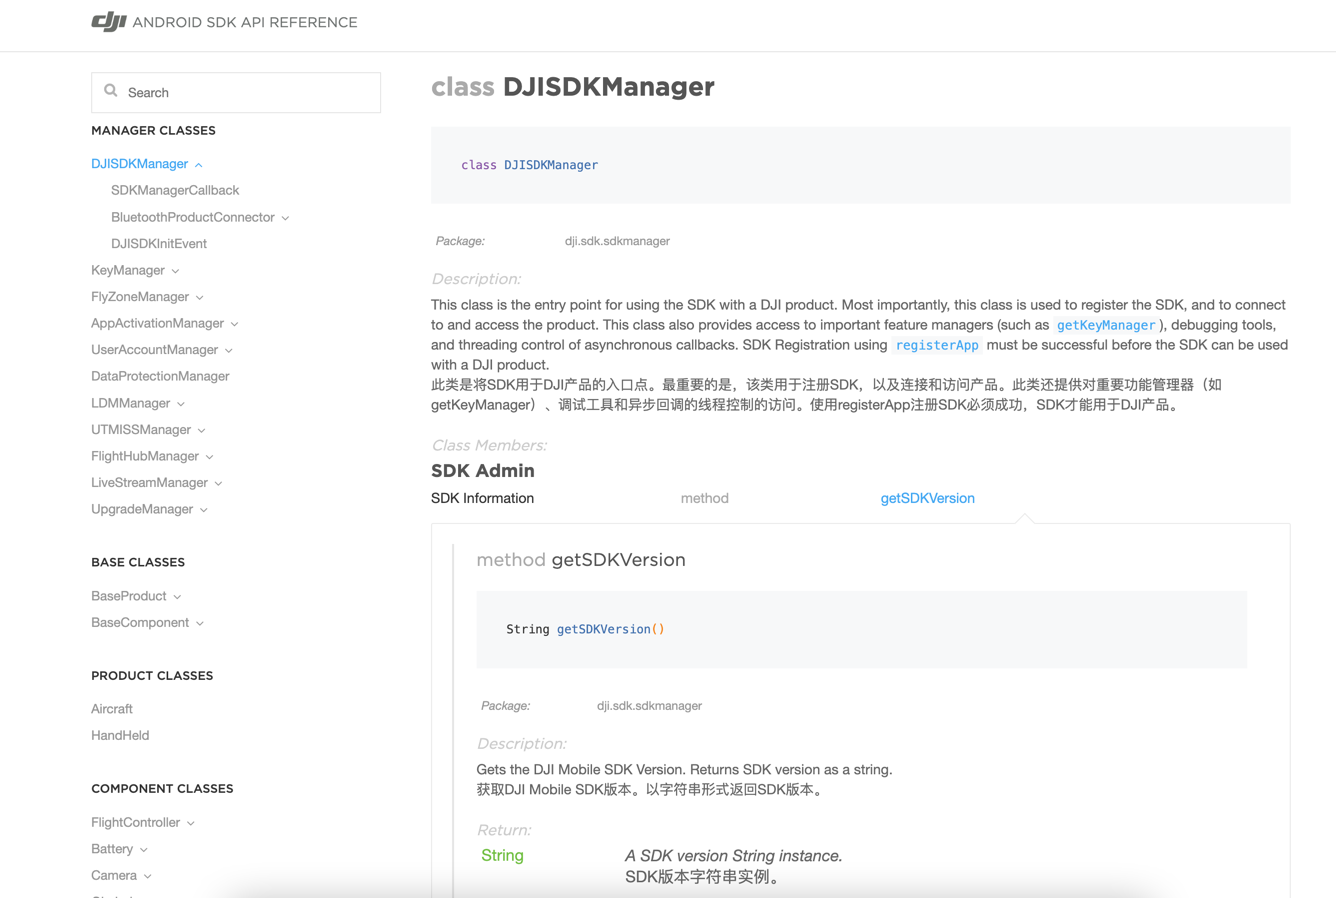 dji ANDROID SDK API REFERENCE
Search
MANAGER CLASSES
DJISDKManager
SDKManagerCallback
BluetoothProductConnector
DJISDKInitEvent
KeyManager
FlyZoneManager
AppActivationManager
UserAccountManager
DataProtectionManager
LDMManager
UTMISSManager
FlightHubManager
LiveStreamManager
UpgradeManager
BASE CLASSES
BaseProduct
BaseComponent
PRODUCT CLASSES
Aircraft
HandHeld
COMPONENT CLASSES
FlightController
Battery
Camera
class DJISDKManager
class DJISDKManager
Package: dji.sdk.sdkmanager
Description:
This class is the entry point for using the SDK with a DJI product. Most importantly, this class is used to register the SDK, and to connect
to and access the product. This class also provides access to important feature managers (such as getKeyManager ), debugging tools,
and threading control of asynchronous callbacks. SDK Registration using registerApp must be successful before the SDK can be used
with a DJI product.
此类是将SDK用于DJI产品的入口点。最重要的是，该类用于注册SDK，以及连接和访问产品。此类还提供对重要功能管理器（如
getKeyManager）、调试工具和异步回调的线程控制的访问。使用registerApp注册SDK必须成功，SDK才能用于DJI产品。
Class Members:
SDK Admin
SDK Information method getSDKVersion
method getSDKVersion
String getSDKVersion()
Package: dji.sdk.sdkmanager
Description:
Gets the DJI Mobile SDK Version. Returns SDK version as a string.
获取DJI Mobile SDK版本。以字符串形式返回SDK版本。
Return:
String A SDK version String instance.
SDK版本字符串实例。